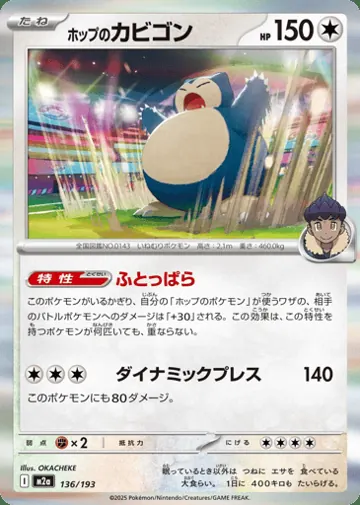 たね
ホップのカビゴン HP 150
全国図鑑NO.0143 いねむりポケモン 高さ:2.1m 重さ:460.0kg
特性 とくせい ふとっぱら
このポケモンがいるかぎり、自分の「ホップのポケモン」が使うワザの、相手
のバトルポケモンへのダメージは「+30」される。この効果は、この特性を
持つポケモンが何匹いても、重ならない。
ダイナミックプレス 140
このポケモンにも80ダメージ。
弱点 ×2 抵抗力 にげる
Illus. OKACHEKE
I M2a 136/193
眠っているとき以外は つねに エサを 食べている
大食らい。 1日に 400キロも たいらげる。
©2025 Pokémon/Nintendo/Creatures/GAME FREAK.